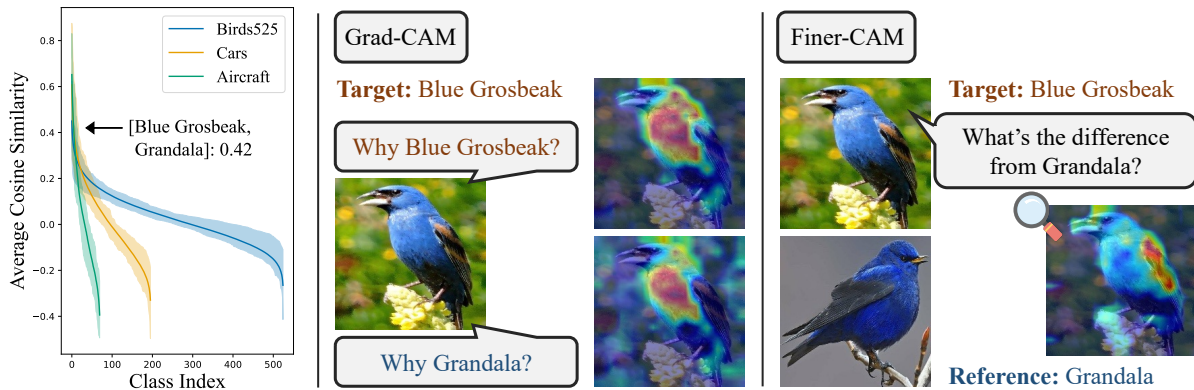 Average Cosine Similarity
0.8
0.6
0.4
0.2
0.0
−0.2
−0.4
0 100 200 300 400 500
Class Index
Birds525
Cars
Aircraft
[Blue Grosbeak,
Grandala]: 0.42
Grad-CAM
Target: Blue Grosbeak
Why Blue Grosbeak?
Why Grandala?
Finer-CAM
Target: Blue Grosbeak
What's the difference
from Grandala?
Reference: Grandala